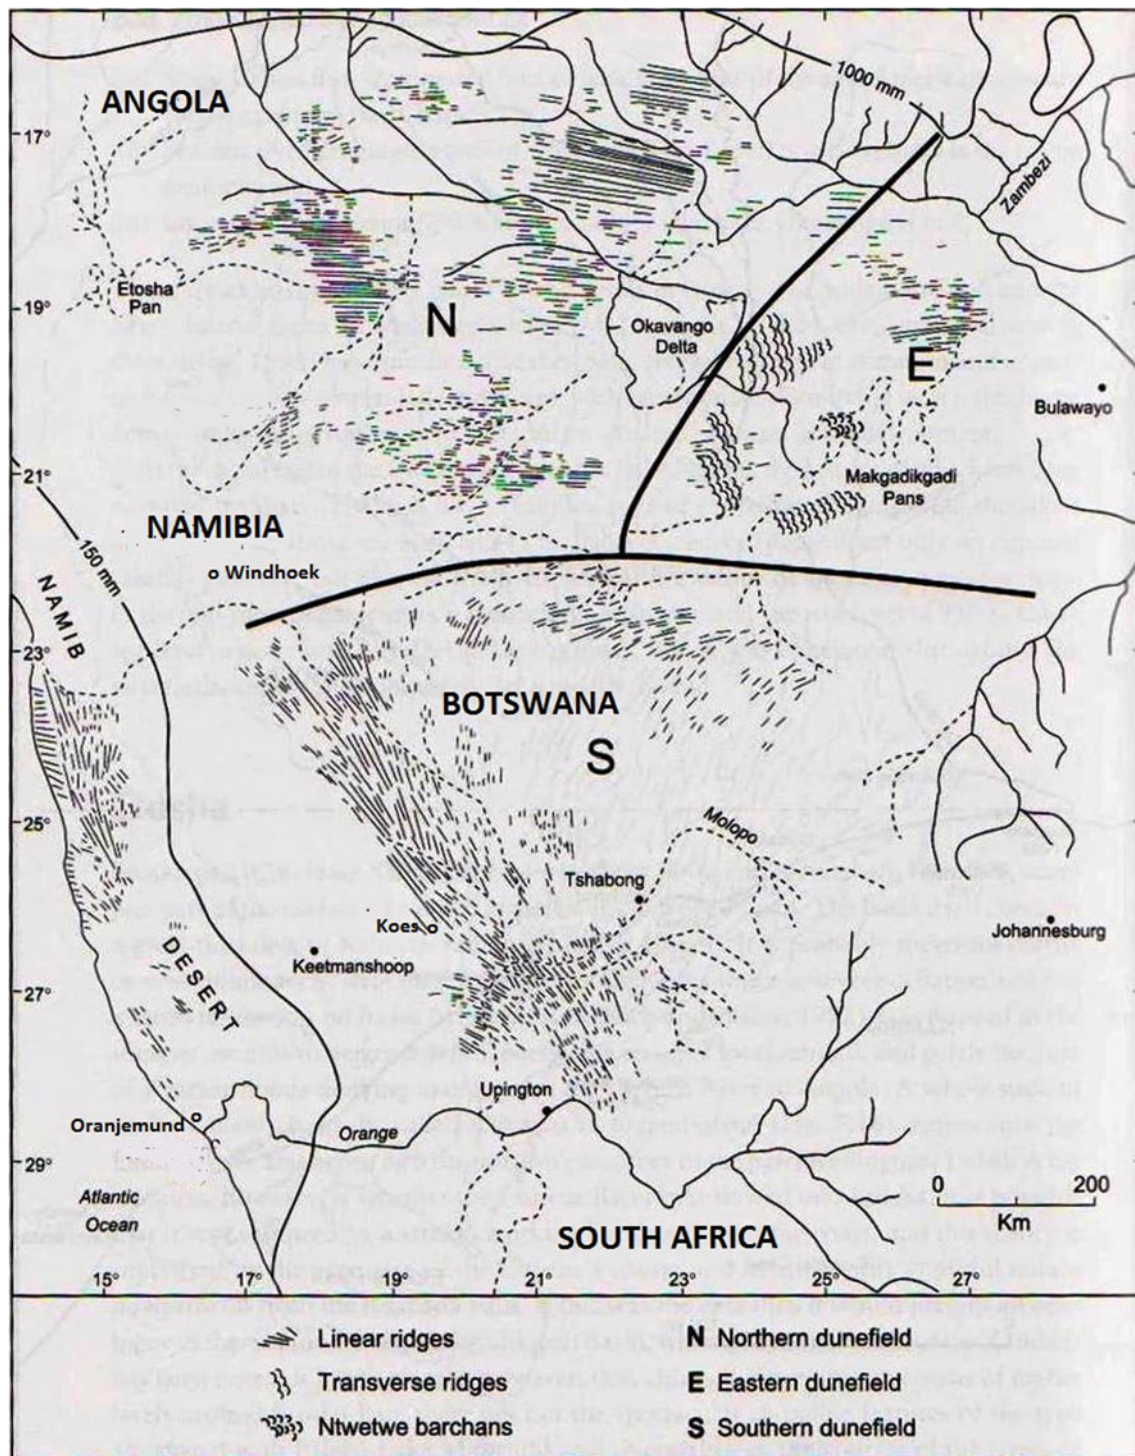 ANGOLA
1000 mm
17°
Zambezi
Etosha
Pan
19°
N
Okavango
Delta
E
Bulawayo
21°
Makgadikgadi
Pans
NAMIBIA
150 mm
Windhoek
NAMIB
23°
BOTSWANA
S
25°
Molopo
Tshabong
Koes
Johannesburg
DESERT
Keetmanshoop
27°
Upington
Oranjemund
Orange
29°
Atlantic
Ocean
0 200
Km
SOUTH AFRICA
15° 17° 19° 21° 23° 25° 27°
Linear ridges
N Northern dunefield
Transverse ridges
E Eastern dunefield
Ntwetwe barchans
S Southern dunefield